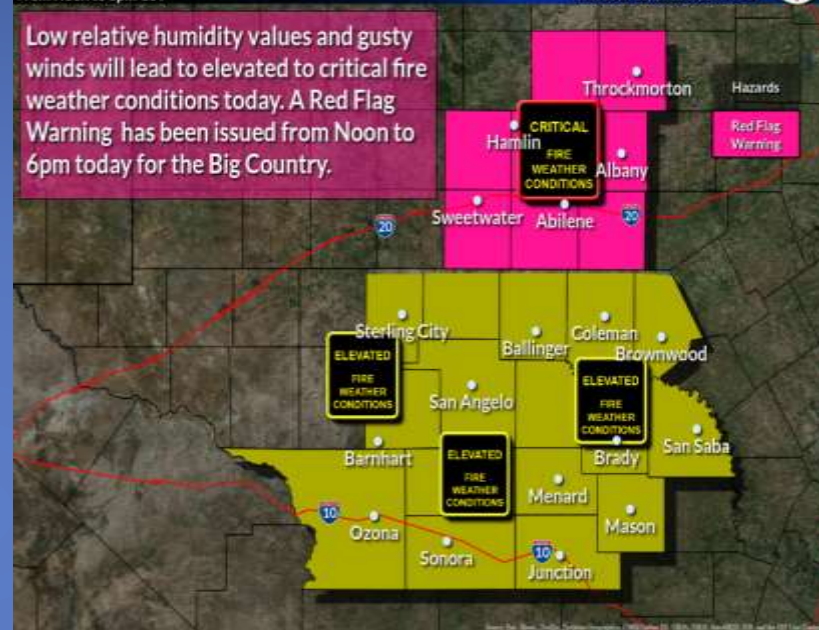 Low relative humidity values and gusty
winds will lead to elevated to critical fire
weather conditions today. A Red Flag
Warning has been issued from Noon to
6pm today for the Big Country.
Throckmorton
Hazards
Red Flag
Warning
CRITICAL
FIRE
WEATHER
CONDITIONS
Hamlin
Albany
Sweetwater
Abilene
20
20
Sterling City
Ballinger
Coleman
Brownwood
ELEVATED
FIRE
WEATHER
CONDITIONS
San Angelo
ELEVATED
FIRE
WEATHER
CONDITIONS
Barnhart
ELEVATED
FIRE
WEATHER
CONDITIONS
Brady
San Saba
Menard
10
Ozona
Mason
Sonora
10
Junction